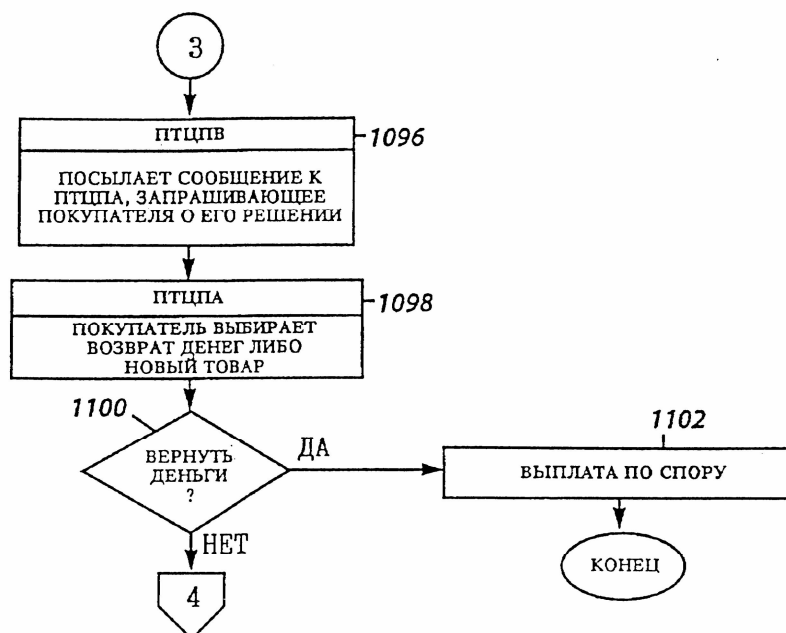 3
ПТЦПВ
1096
ПОСЫЛАЕТ СООБЩЕНИЕ К
ПТЦПА, ЗАПРАШИВАЮЩЕЕ
ПОКУПАТЕЛЯ О ЕГО РЕШЕНИИ
ПТЦПА
1098
ПОКУПАТЕЛЬ ВЫБИРАЕТ
ВОЗВРАТ ДЕНЕГ ЛИБО
НОВЫЙ ТОВАР
1100
ВЕРНУТЬ
ДЕНЬГИ
?
ДА
1102
ВЫПЛАТА ПО СПОРУ
НЕТ
КОНЕЦ
4